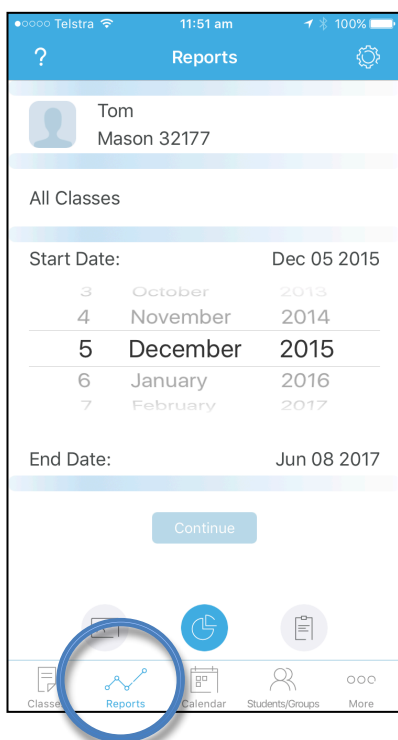 Telstra 11:51 am 100%
? Reports
Tom
Mason 32177
All Classes
Start Date: Dec 05 2015
3 October 2013
4 November 2014
5 December 2015
6 January 2016
7 February 2017
End Date: Jun 08 2017
Continue
Classes Reports Calendar Students/Groups More